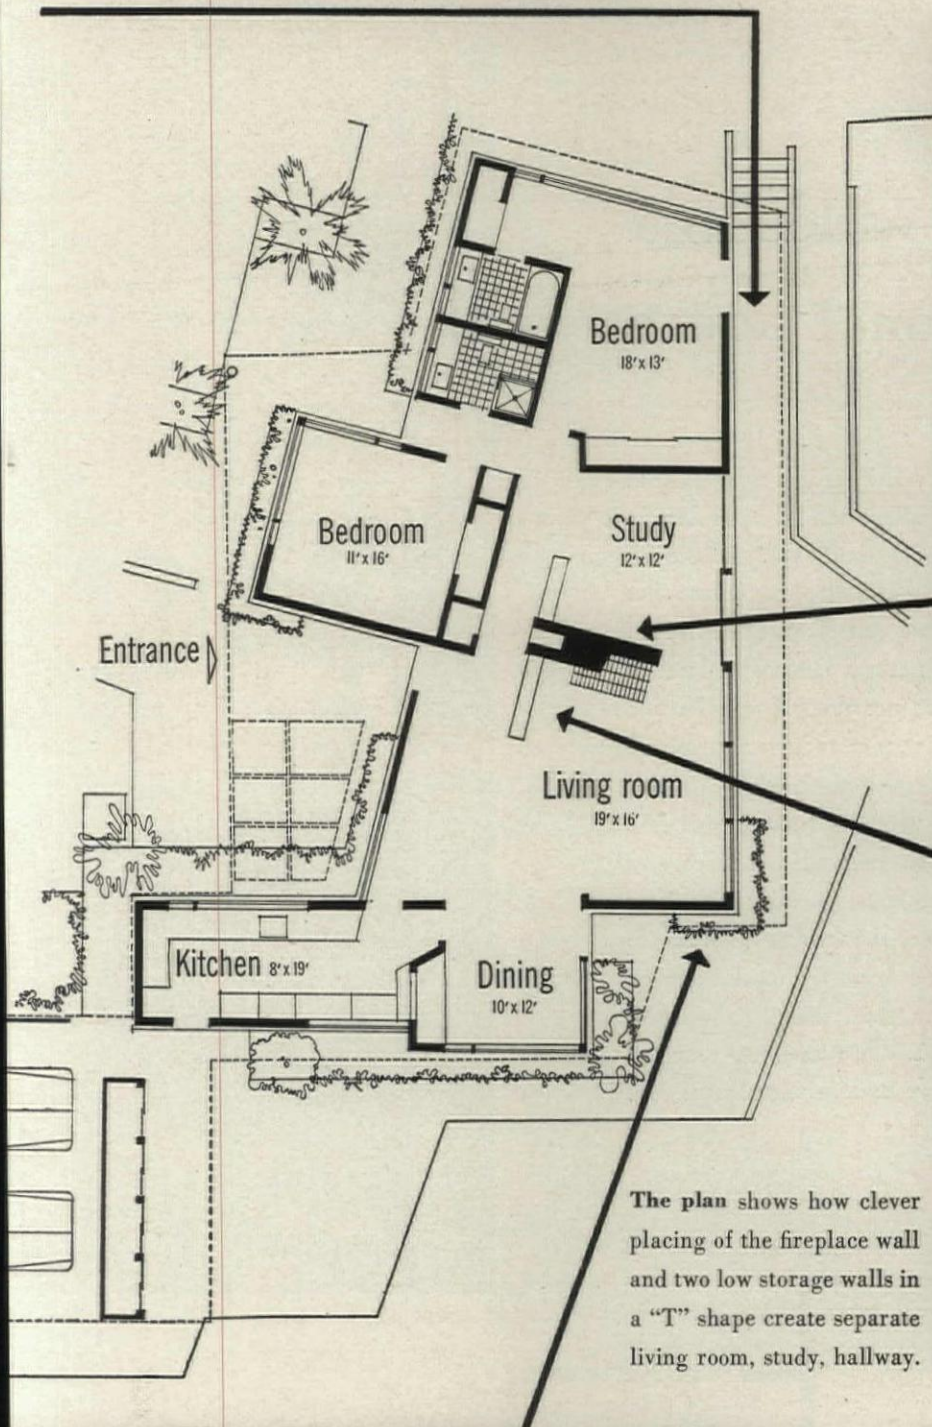 Bedroom
18' x 13'
Bedroom
11' x 16'
Study
12' x 12'
Entrance
Living room
19' x 16'
Kitchen 8' x 19'
Dining
10' x 12'
The plan shows how clever
placing of the fireplace wall
and two low storage walls in
a “T” shape create separate
living room, study, hallway.